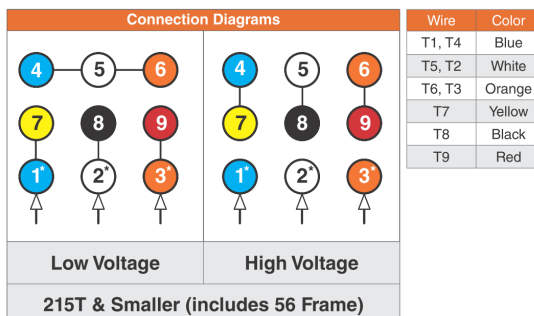 Connection Diagrams
4 5 6 4 5 6
7 8 9 7 8 9
1* 2* 3* 1* 2* 3*
Low Voltage High Voltage
215T & Smaller (includes 56 Frame)
Wire Color
T1, T4 Blue
T5, T2 White
T6, T3 Orange
T7 Yellow
T8 Black
T9 Red